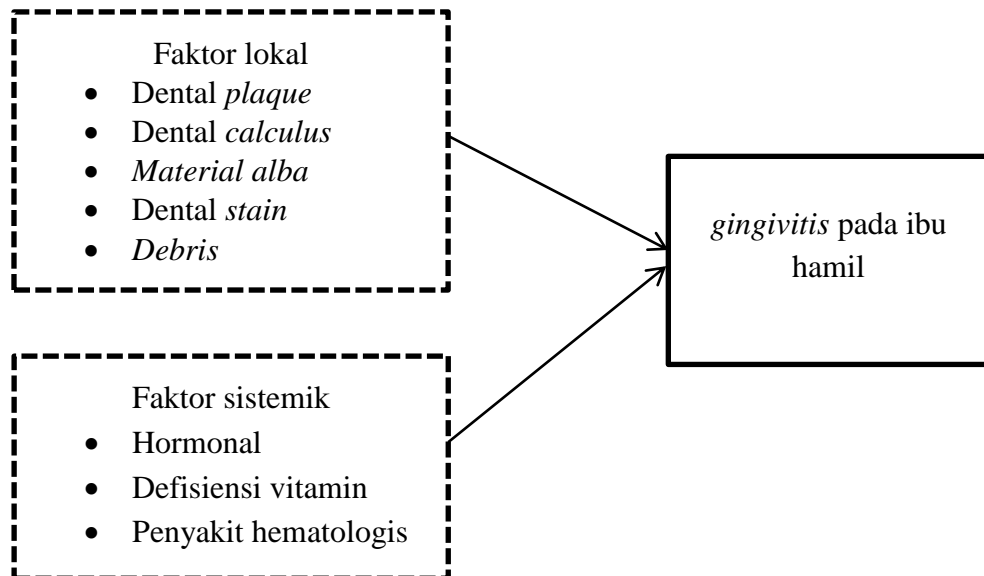 Faktor lokal
• Dental plaque
• Dental calculus
• Material alba
• Dental stain
• Debris
gingivitis pada ibu
hamil
Faktor sistemik
• Hormonal
• Defisiensi vitamin
• Penyakit hematologis